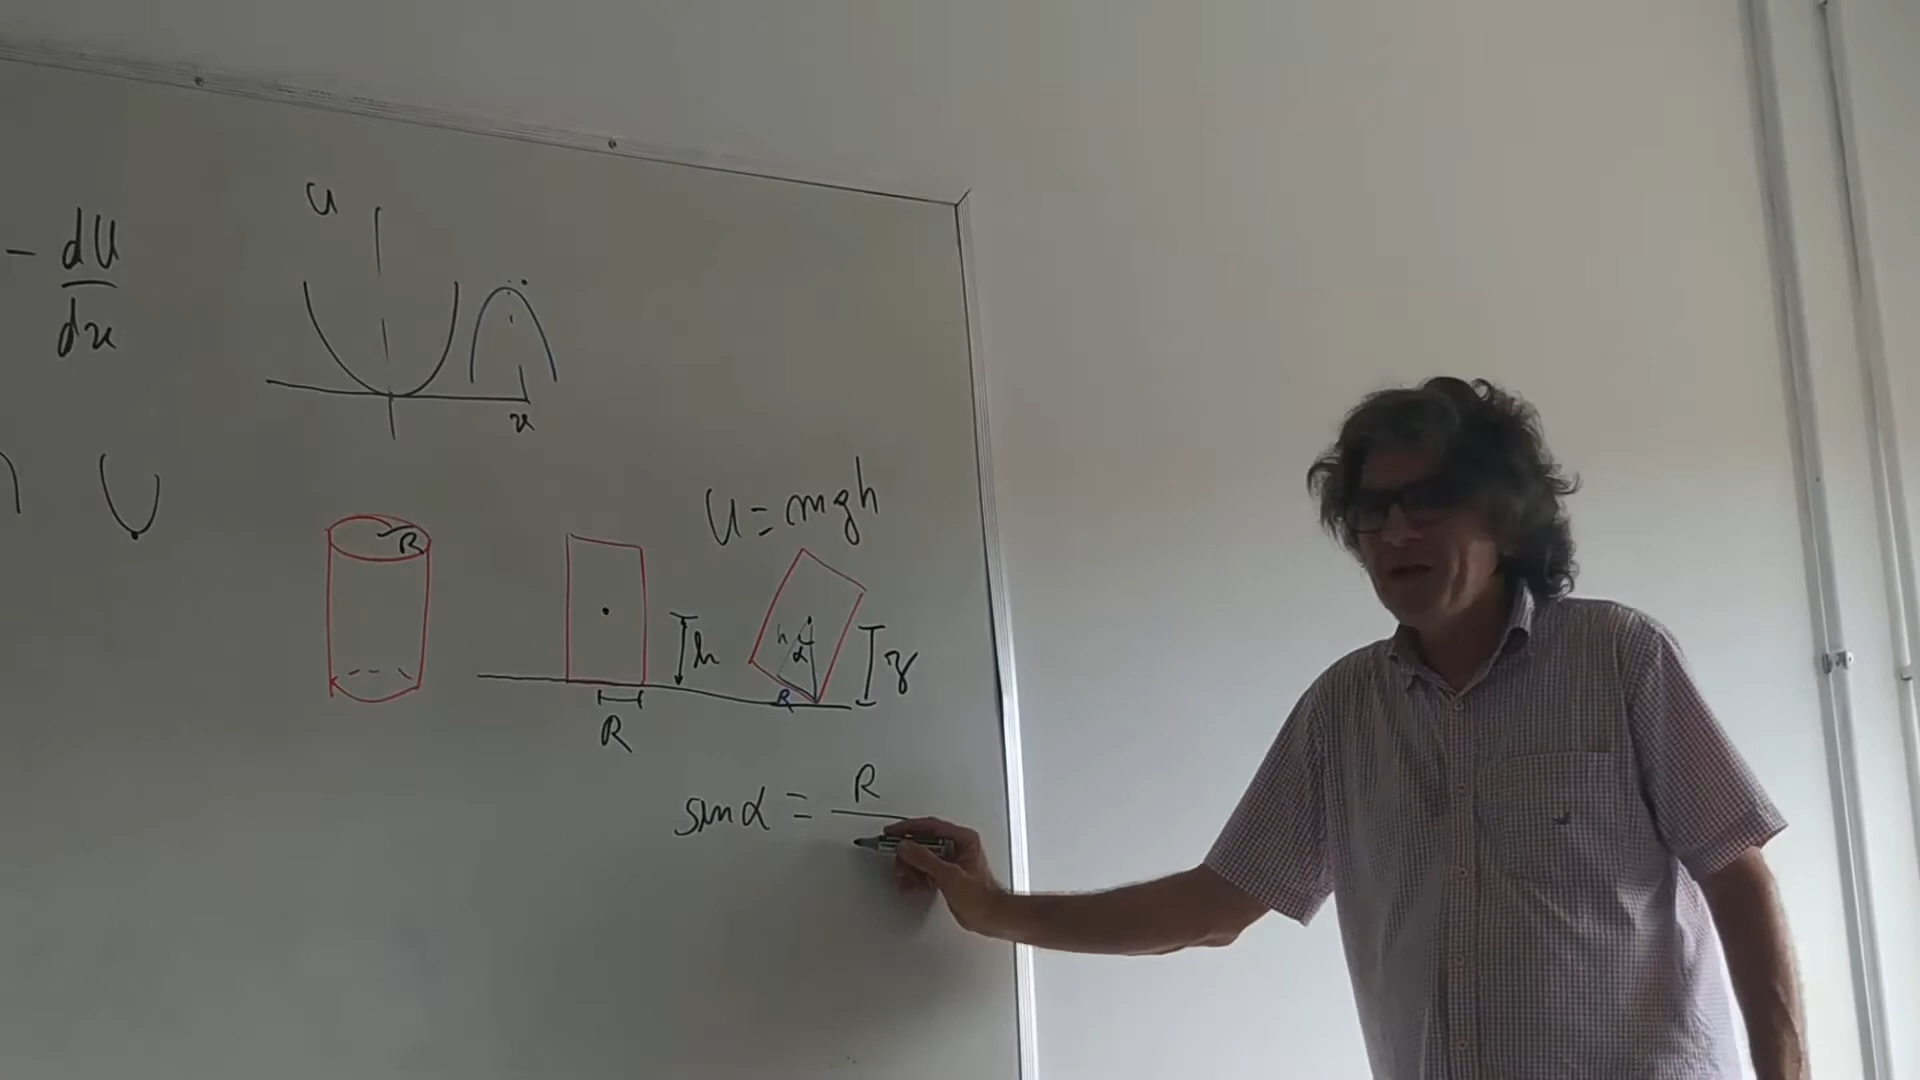 - dU
dx
U
x
R
U = mgh
h
α
h
R
R
γ
sin α = R